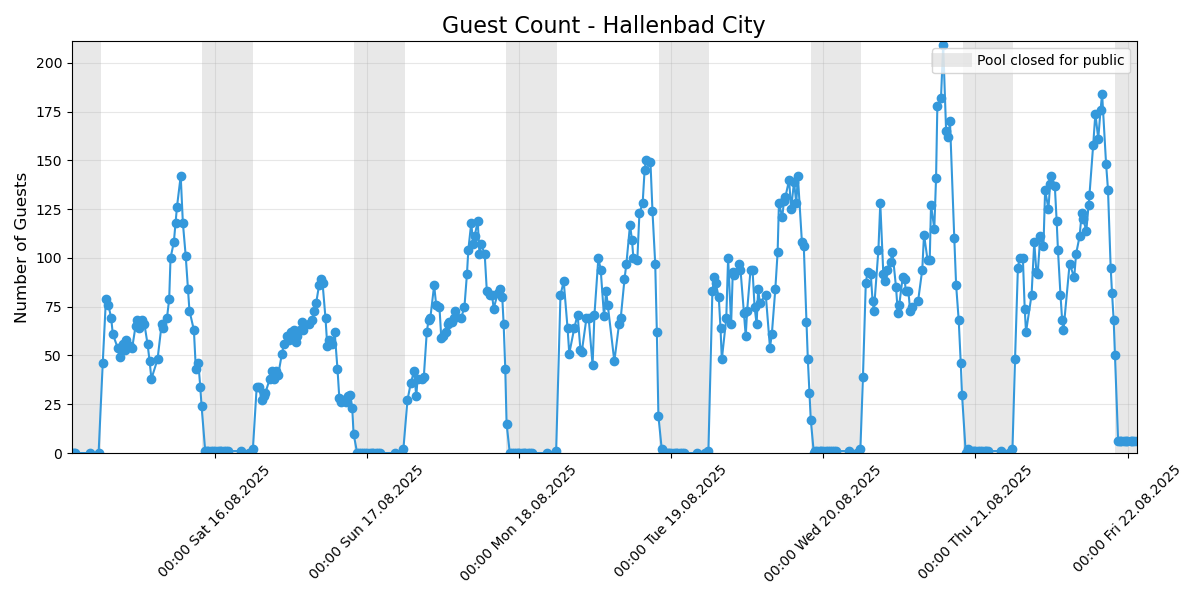 Guest Count - Hallenbad City
Pool closed for public
Number of Guests
200
175
150
125
100
75
50
25
0
00:00 Sat 16.08.2025
00:00 Sun 17.08.2025
00:00 Mon 18.08.2025
00:00 Tue 19.08.2025
00:00 Wed 20.08.2025
00:00 Thu 21.08.2025
00:00 Fri 22.08.2025